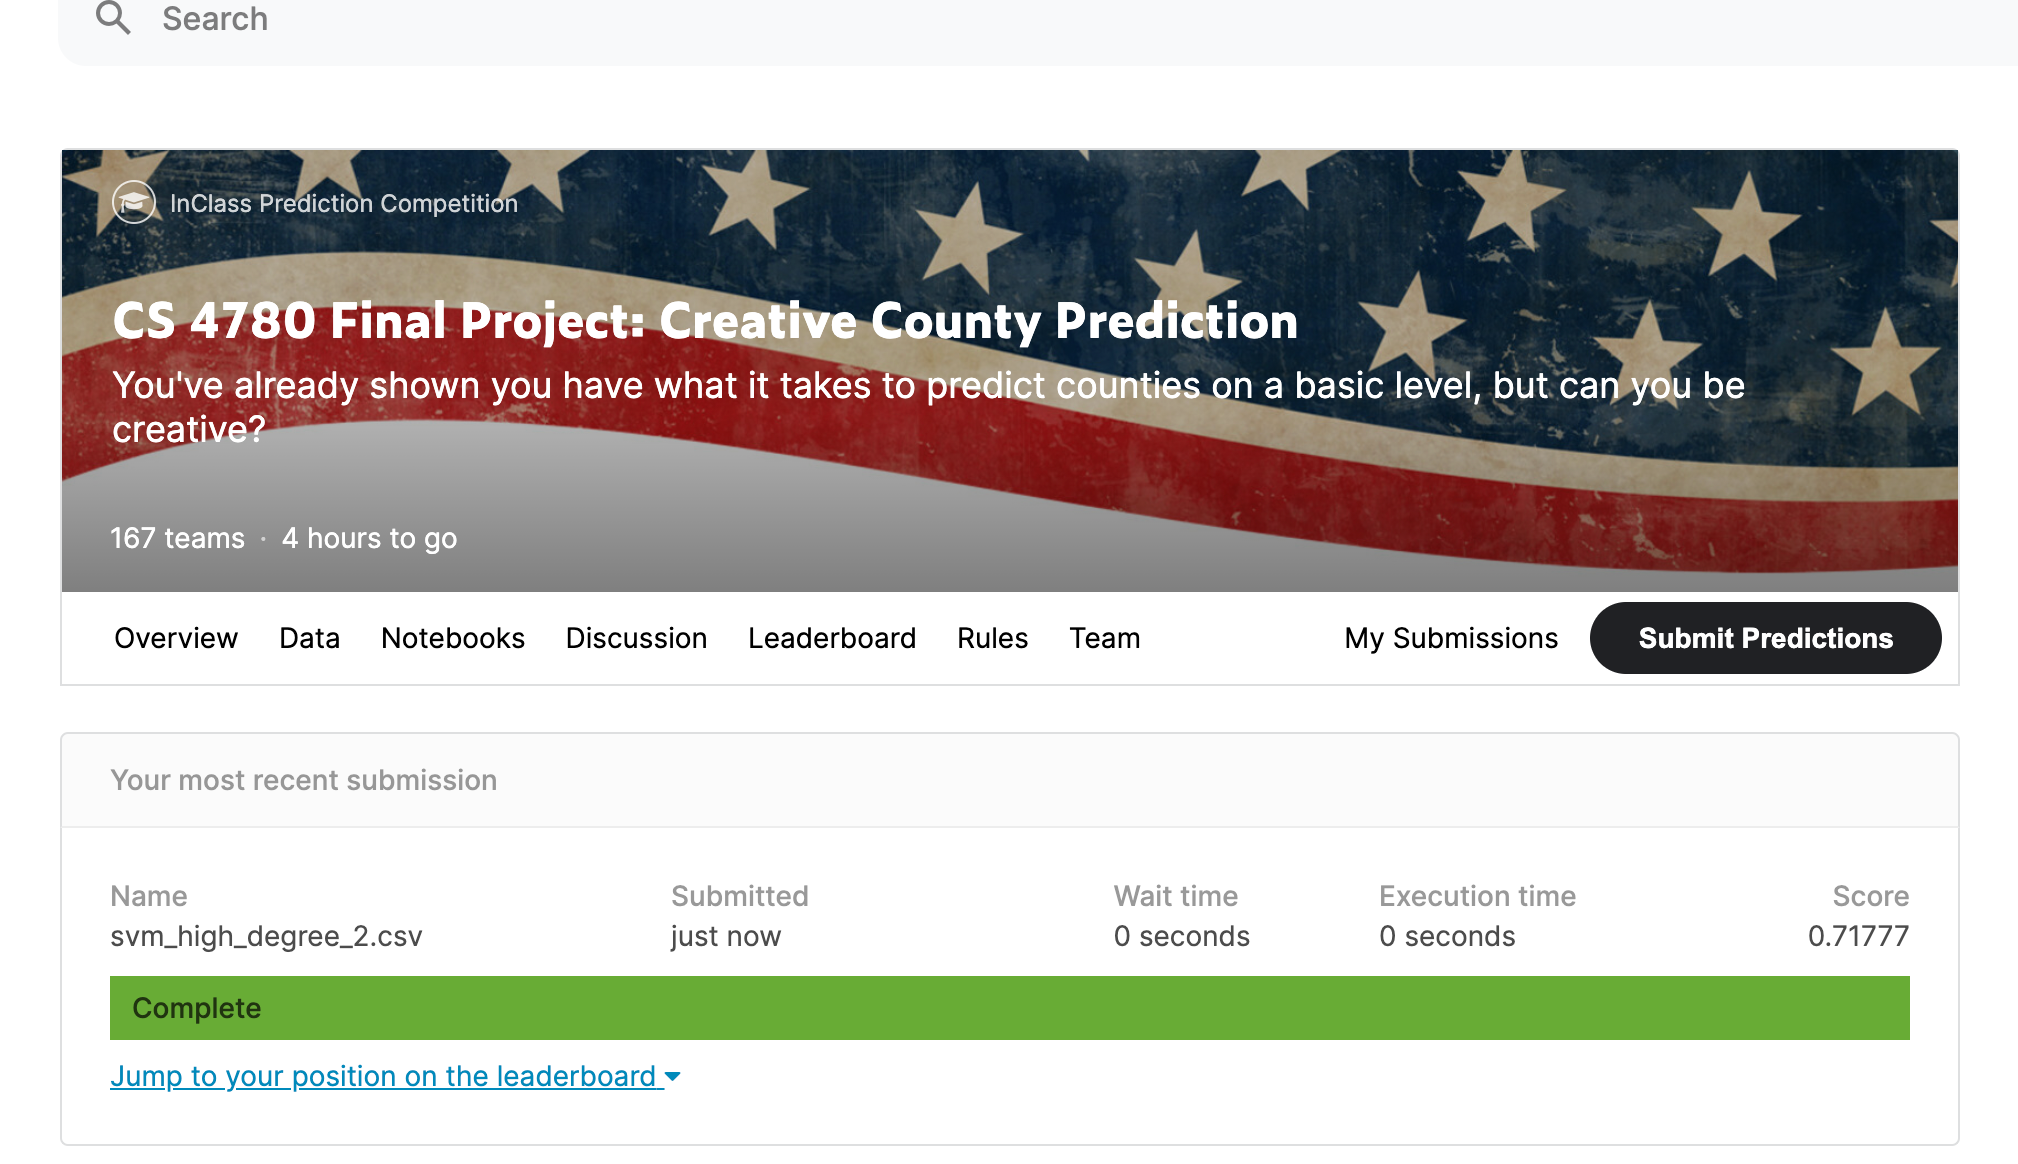 Search
InClass Prediction Competition
CS 4780 Final Project: Creative County Prediction
You've already shown you have what it takes to predict counties on a basic level, but can you be
creative?
167 teams · 4 hours to go
Overview Data Notebooks Discussion Leaderboard Rules Team My Submissions Submit Predictions
Your most recent submission
Name Submitted Wait time Execution time Score
svm_high_degree_2.csv just now 0 seconds 0 seconds 0.71777
Complete
Jump to your position on the leaderboard